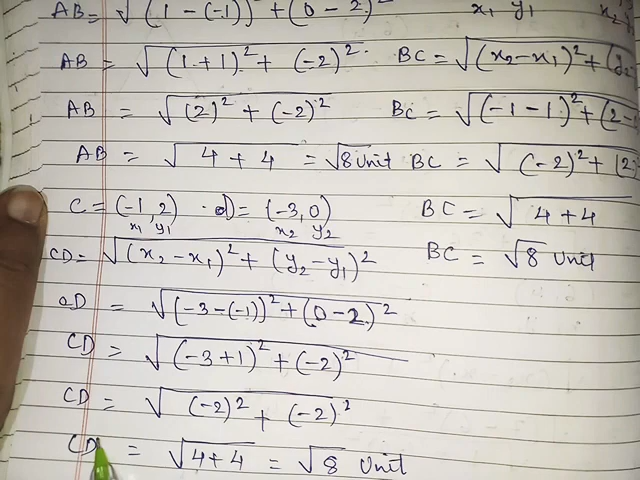 AB = √(1-(-1))² + (0-2)² x₁ y₁ x₂ y₂
AB = √(1+1)² + (-2)² BC = √(x₂-x₁)² + (y₂
AB = √(2)² + (-2)² BC = √(-1-1)² + (2-
AB = √4+4 = √8 Unit BC = √(-2)² + (2)
C = (-1, 2) D = (-3, 0) BC = √4+4
x₁ y₁ x₂ y₂
CD = √(x₂-x₁)² + (y₂-y₁)² BC = √8 Unit
CD = √(-3-(-1))² + (0-2)²
CD = √(-3+1)² + (-2)²
CD = √(-2)² + (-2)²
CD = √4+4 = √8 Unit